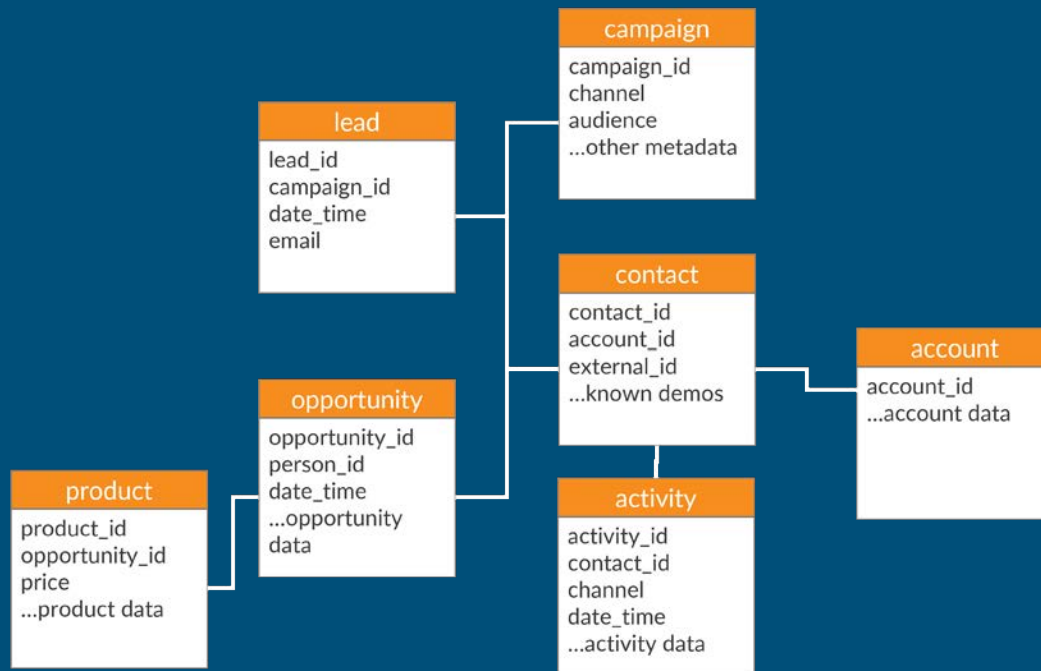 campaign
campaign_id
channel
audience
...other metadata
lead
lead_id
campaign_id
date_time
email
contact
contact_id
account_id
external_id
...known demos
account
account_id
...account data
opportunity
opportunity_id
person_id
date_time
...opportunity
data
product
product_id
opportunity_id
price
...product data
activity
activity_id
contact_id
channel
date_time
...activity data